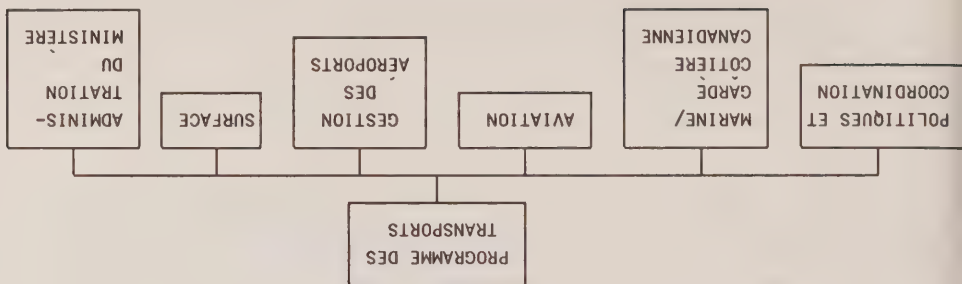 PROGRAMME DES
TRANSPORTS
POLITIQUES ET
COORDINATION
MARINE/
GARDE
CÔTIÈRE
CANADIENNE
AVIATION
GESTION
DES
AÉROPORTS
SURFACE
ADMINIS-
TRATION
DU
MINISTÈRE